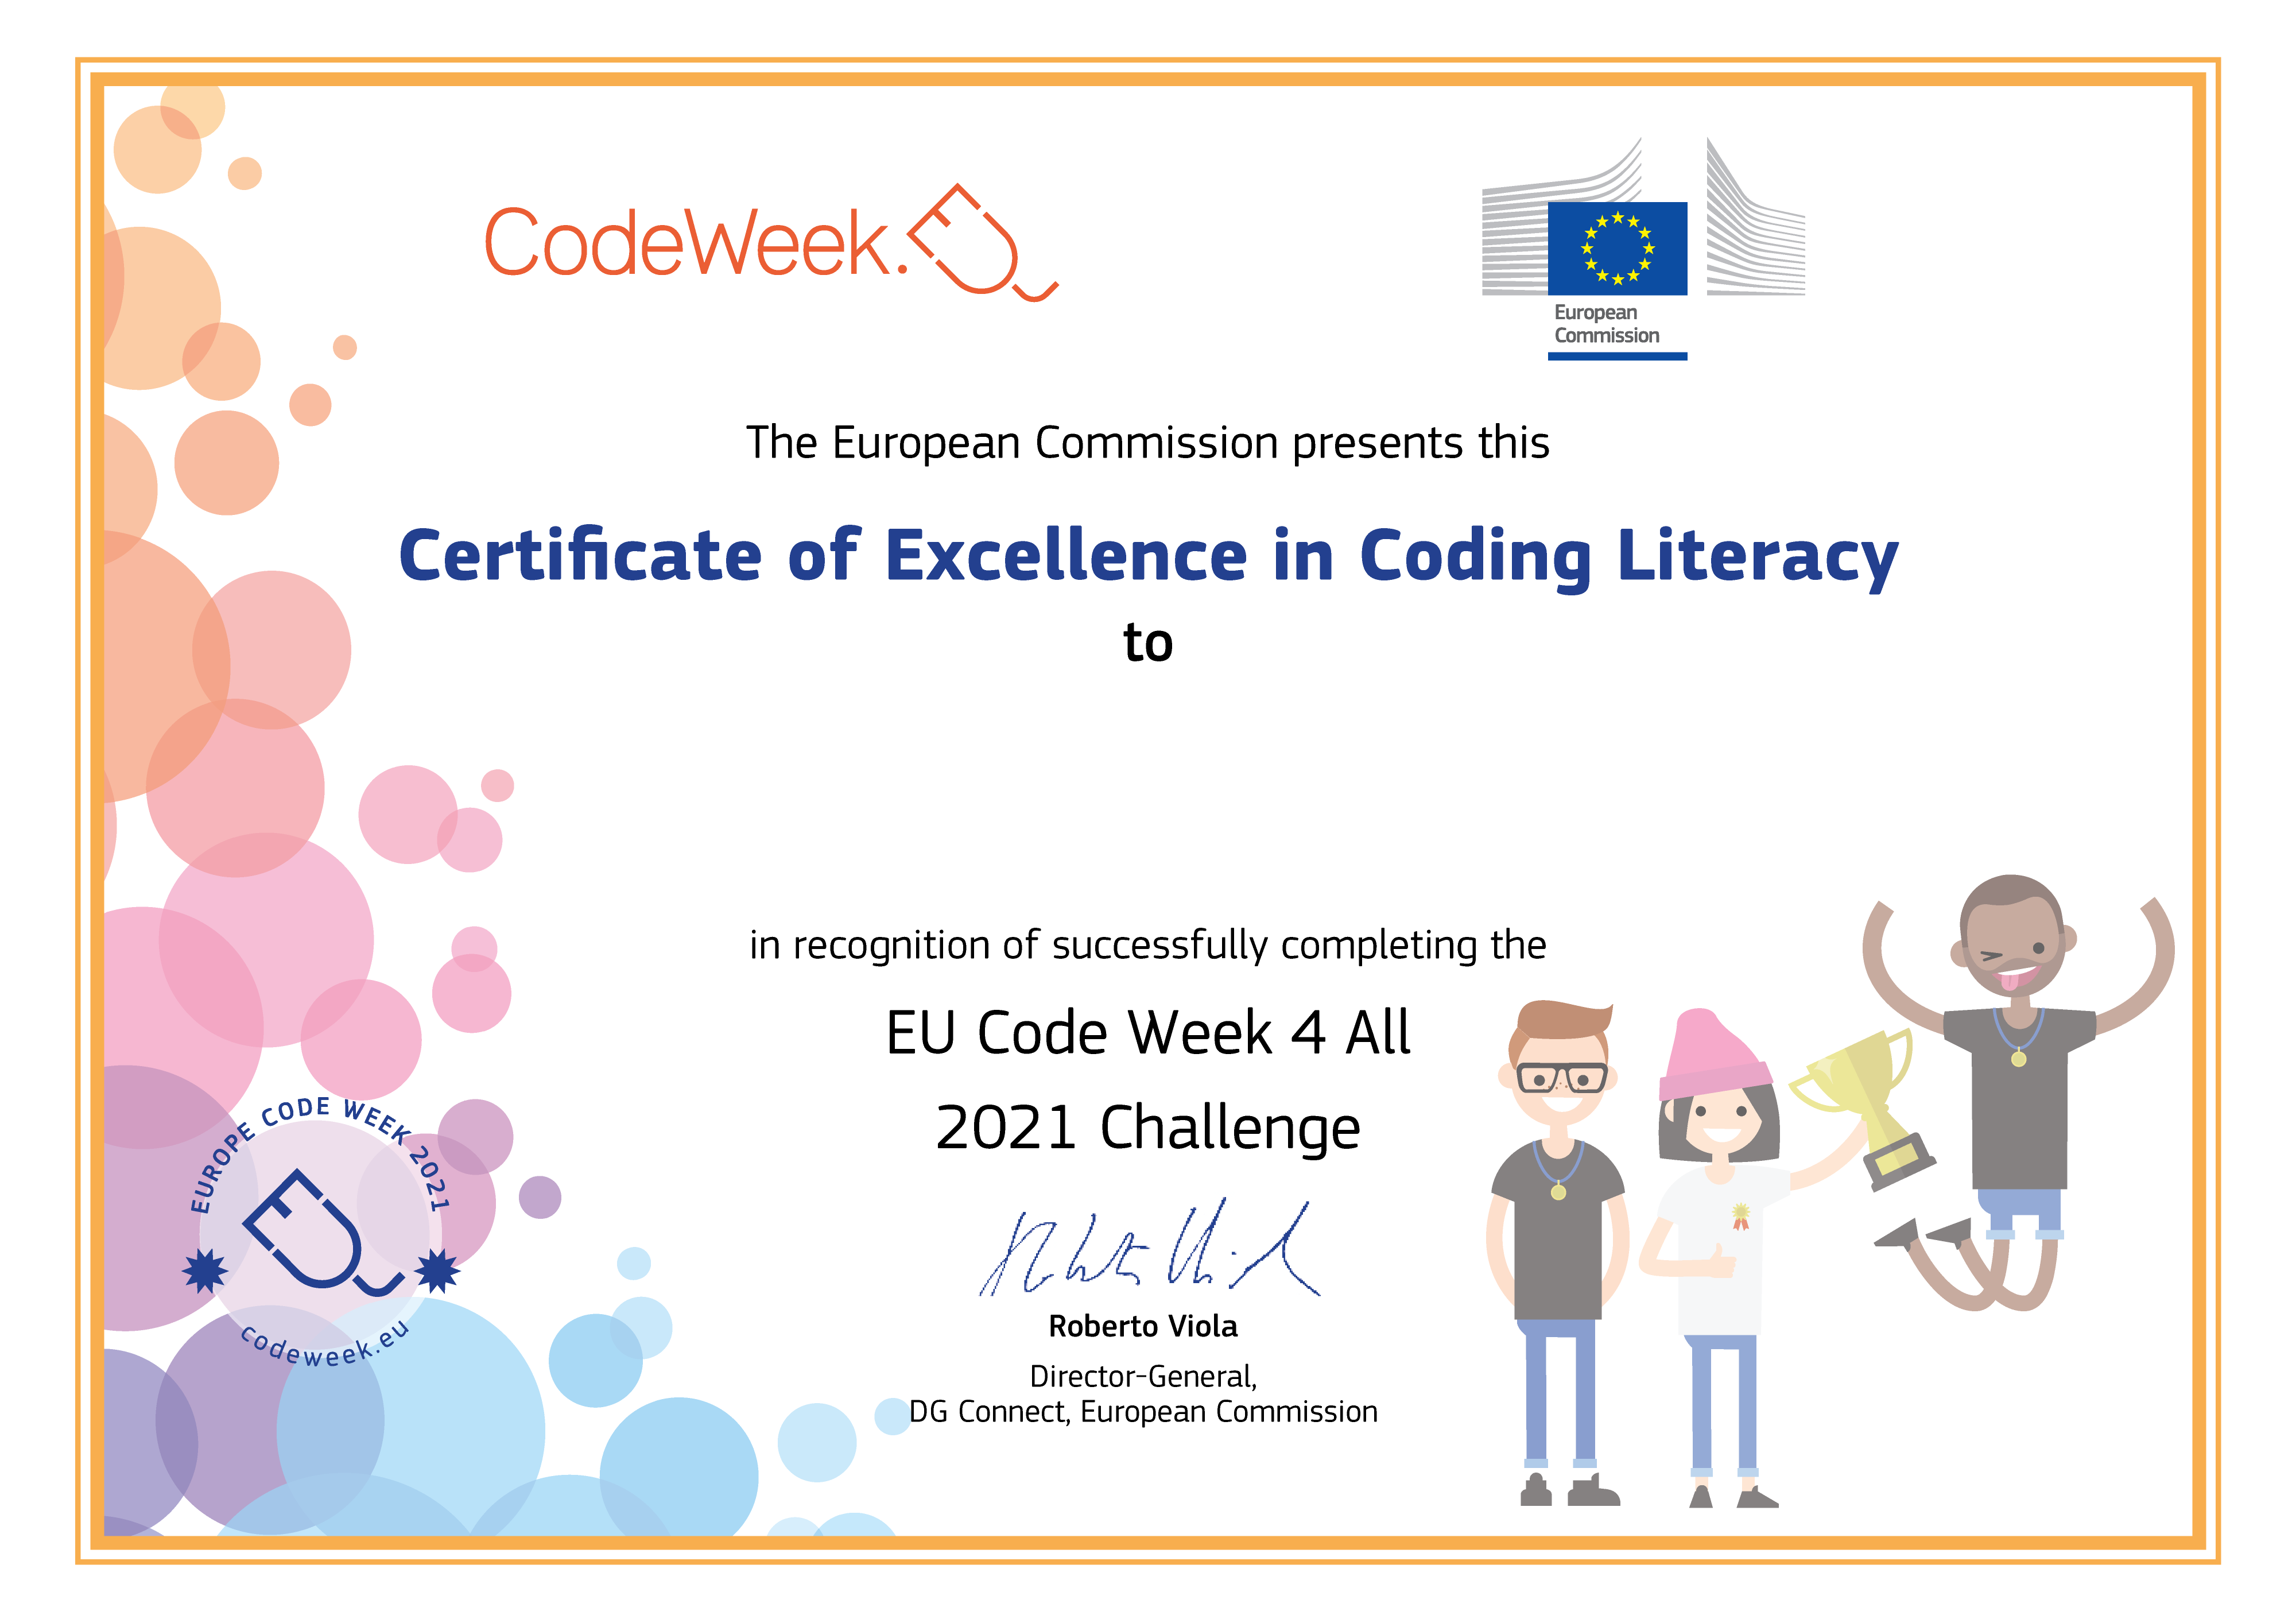 CodeWeek.EU
European
Commission
The European Commission presents this
Certificate of Excellence in Coding Literacy
to
in recognition of successfully completing the
EU Code Week 4 All
2021 Challenge
Roberto Viola
Director-General,
DG Connect, European Commission
EUROPE CODE WEEK 2021
EU
codeweek.eu